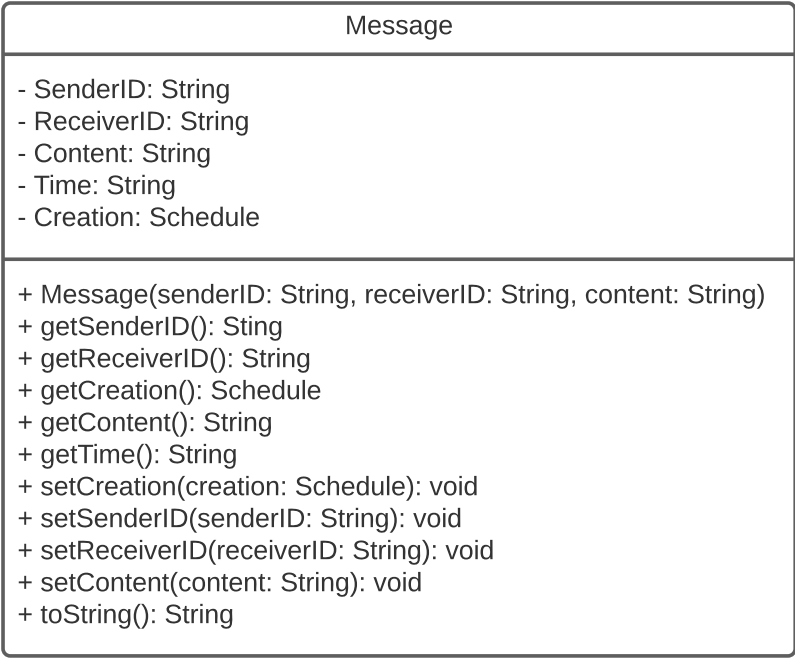 Message
- SenderID: String
- ReceiverID: String
- Content: String
- Time: String
- Creation: Schedule
+ Message(senderID: String, receiverID: String, content: String)
+ getSenderID(): Sting
+ getReceiverID(): String
+ getCreation(): Schedule
+ getContent(): String
+ getTime(): String
+ setCreation(creation: Schedule): void
+ setSenderID(senderID: String): void
+ setReceiverID(receiverID: String): void
+ setContent(content: String): void
+ toString(): String